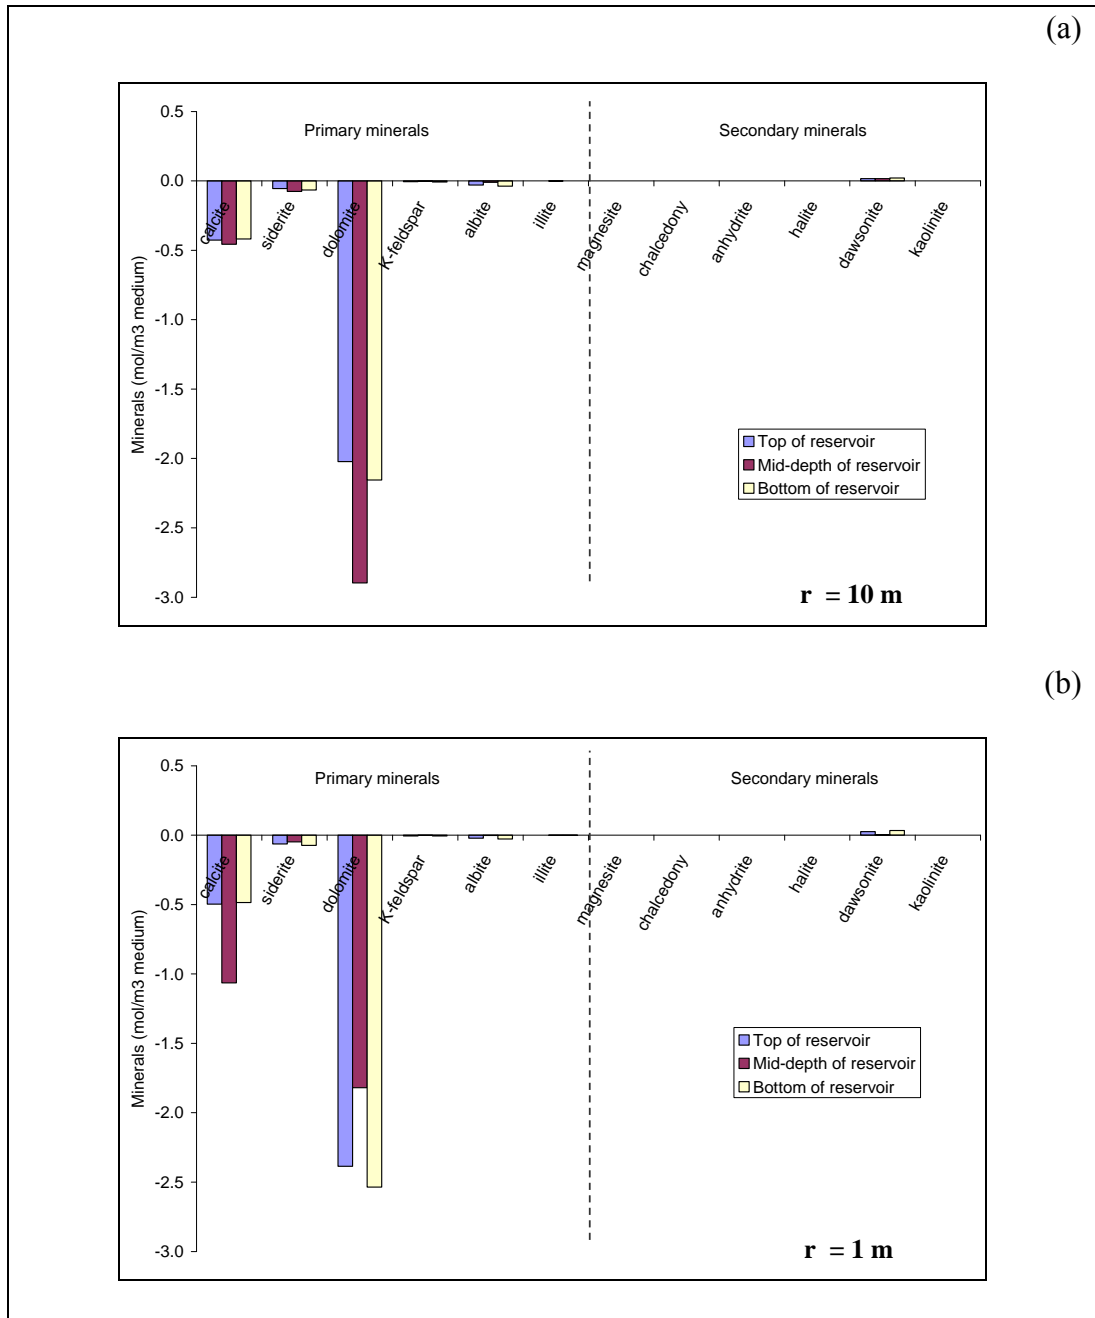 (a)
0.5
Primary minerals
Secondary minerals
0.0
calcite
siderite
dolomite
K-feldspar
albite
illite
magnesite
chalcedony
anhydrite
halite
dawsonite
kaolinite
-0.5
-1.0
-1.5
-2.0
-2.5
-3.0
Minerals (mol/m3 medium)
Top of reservoir
Mid-depth of reservoir
Bottom of reservoir
r = 10 m
(b)
0.5
Primary minerals
Secondary minerals
0.0
calcite
siderite
dolomite
K-feldspar
albite
illite
magnesite
chalcedony
anhydrite
halite
dawsonite
kaolinite
-0.5
-1.0
-1.5
-2.0
-2.5
-3.0
Minerals (mol/m3 medium)
Top of reservoir
Mid-depth of reservoir
Bottom of reservoir
r = 1 m